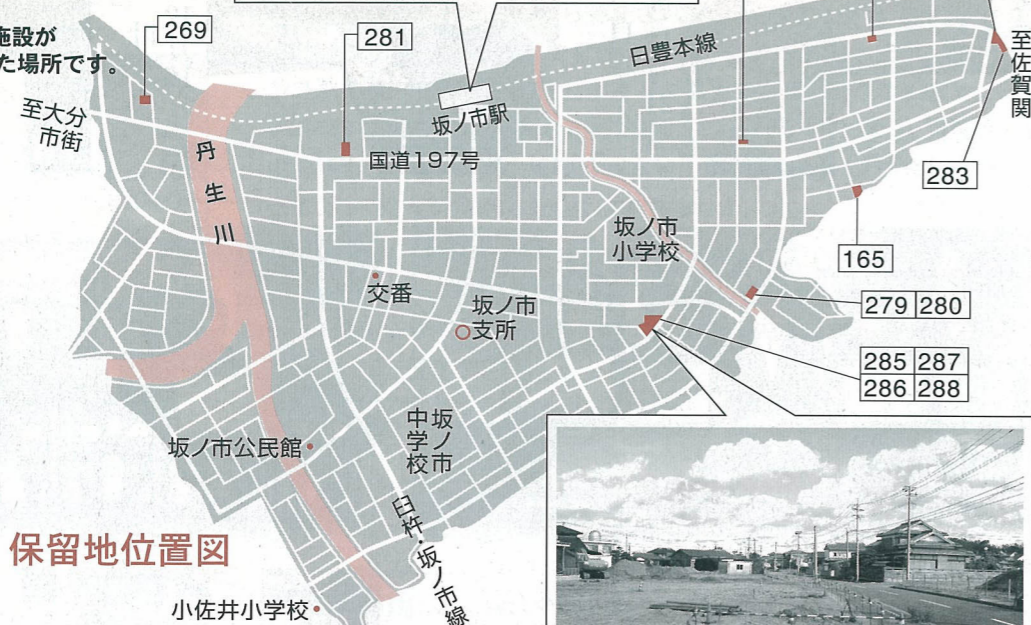 施設が
た場所です。
269
281
日豊本線
至佐賀関
至大分
市街
坂ノ市駅
国道197号
丹生川
283
坂ノ市
小学校
165
交番
坂ノ市
支所
279 280
285 287
286 288
坂ノ市公民館
坂ノ市
中学校
臼杵・坂ノ市線
保留地位置図
小佐井小学校